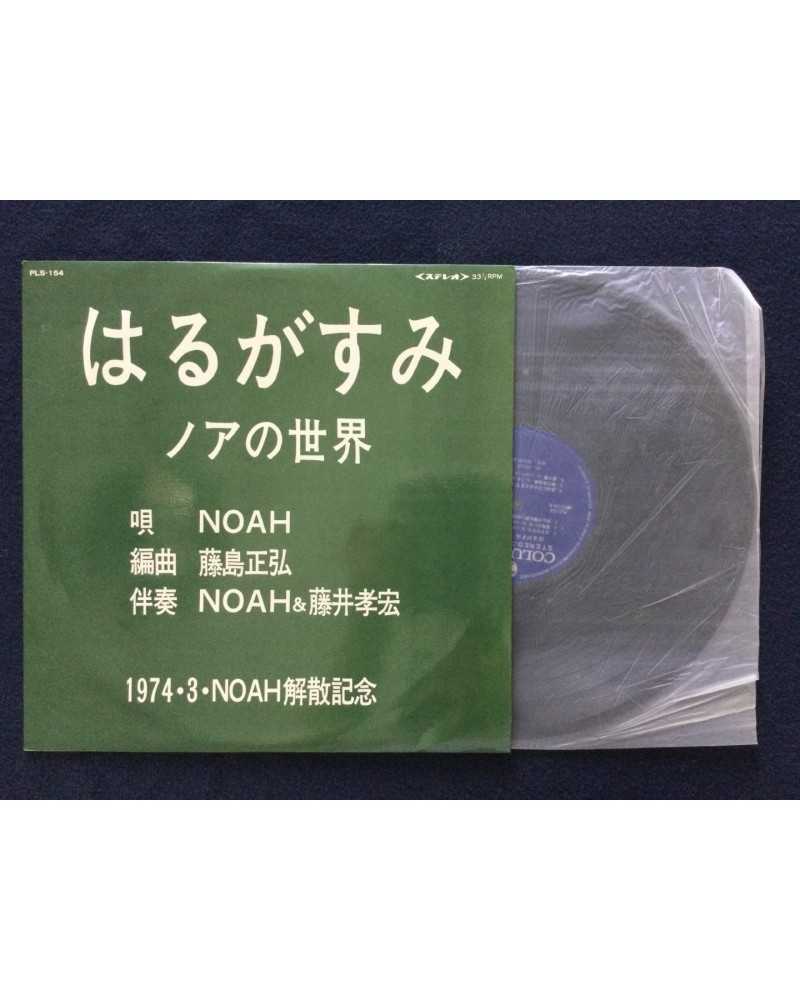 PLS-154
<ステレオ> 33⅓RPM
はるがすみ
ノアの世界
唄 NOAH
編曲 藤島正弘
伴奏 NOAH&藤井孝宏
1974・3・NOAH解散記念
COLU
STEREO